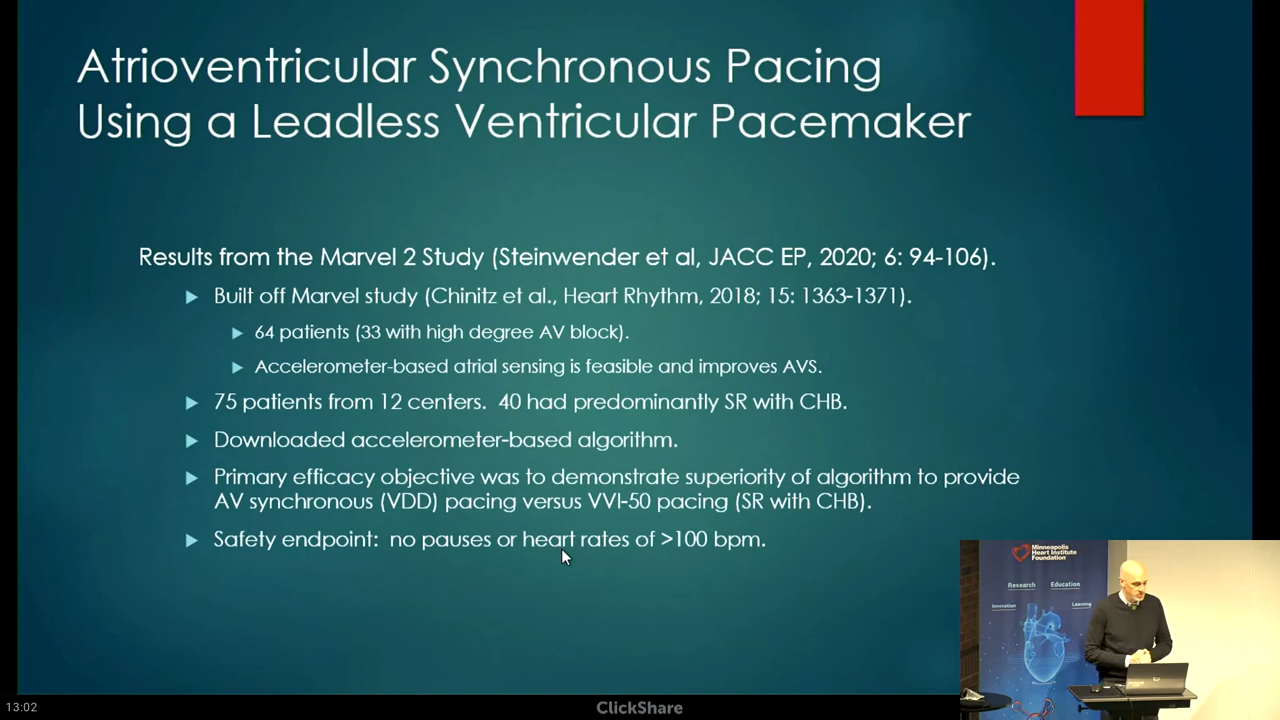 Atrioventricular Synchronous Pacing
Using a Leadless Ventricular Pacemaker
Results from the Marvel 2 Study (Steinwender et al, JACC EP, 2020; 6: 94-106).
Built off Marvel study (Chinitz et al., Heart Rhythm, 2018; 15: 1363-1371).
64 patients (33 with high degree AV block).
Accelerometer-based atrial sensing is feasible and improves AVS.
75 patients from 12 centers. 40 had predominantly SR with CHB.
Downloaded accelerometer-based algorithm.
Primary efficacy objective was to demonstrate superiority of algorithm to provide
AV synchronous (VDD) pacing versus VVI-50 pacing (SR with CHB).
Safety endpoint: no pauses or heart rates of >100 bpm.
Minneapolis
Heart Institute
Foundation
Research Education
Innovation Learning
13:02
ClickShare